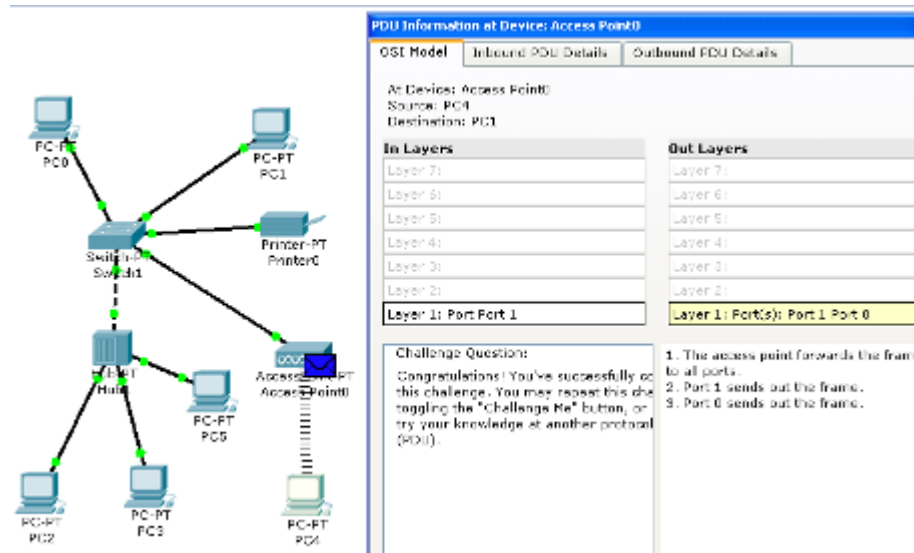 PDU Information at Device: Access Point0
OSI Model
Inbound PDU Details
Outbound PDU Details
At Device: Access Point0
Source: PC4
Destination: PC1
In Layers
Out Layers
Layer 7:
Layer 7:
Layer 6:
Layer 6:
Layer 5:
Layer 5:
Layer 4:
Layer 4:
Layer 3:
Layer 3:
Layer 2:
Layer 2:
Layer 1: Port Port 1
Layer 1: Port(s): Port 1 Port 0
Challenge Question:
Congratulations! You've successfully co
this challenge. You may repeat this cha
toggling the "Challenge Me" button, or
try your knowledge at another protocol
(PDU).
1. The access point forwards the fram
to all ports.
2. Port 1 sends out the frame.
3. Port 0 sends out the frame.
PC-PT
PC0
PC-PT
PC1
Printer-PT
Printer0
Switch-PT
Switch1
Access Point0
PC-PT
PC5
PC-PT
PC2
PC-PT
PC3
PC-PT
PC4